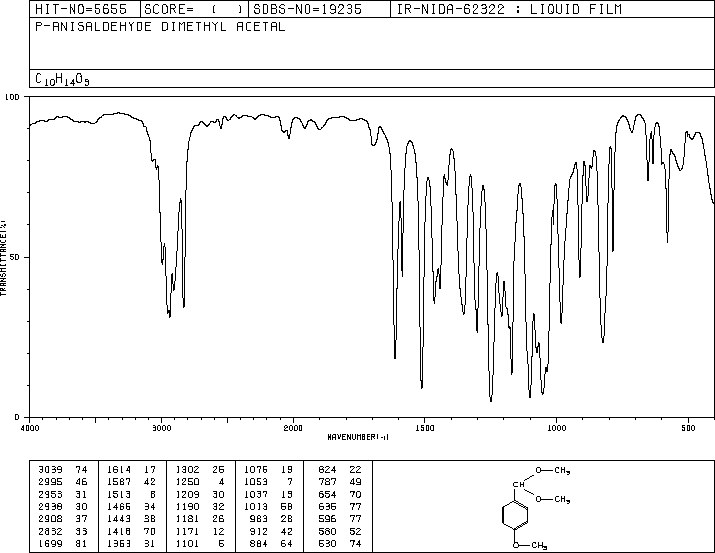 HIT-NO=5655 SCORE= ( ) SDBS-NO=19235 IR-NIDA-62322 : LIQUID FILM
P-ANISALDEHYDE DIMETHYL ACETAL
C10H14O3
100
50
0
TRANSMITTANCE(%)
4000 3000 2000 1500 1000 500
WAVENUMBER(-1)
3039 74 1614 17 1302 26 1076 19 824 22
2995 46 1587 42 1250 4 1053 7 787 49
2953 31 1513 8 1209 30 1037 13 654 70
2938 30 1466 34 1190 32 1013 58 635 77
2908 37 1443 38 1181 26 983 28 596 77
2832 33 1418 70 1171 12 912 42 580 52
1699 81 1353 31 1101 6 884 64 530 74
O—CH3
CH
O—CH3
O—CH3